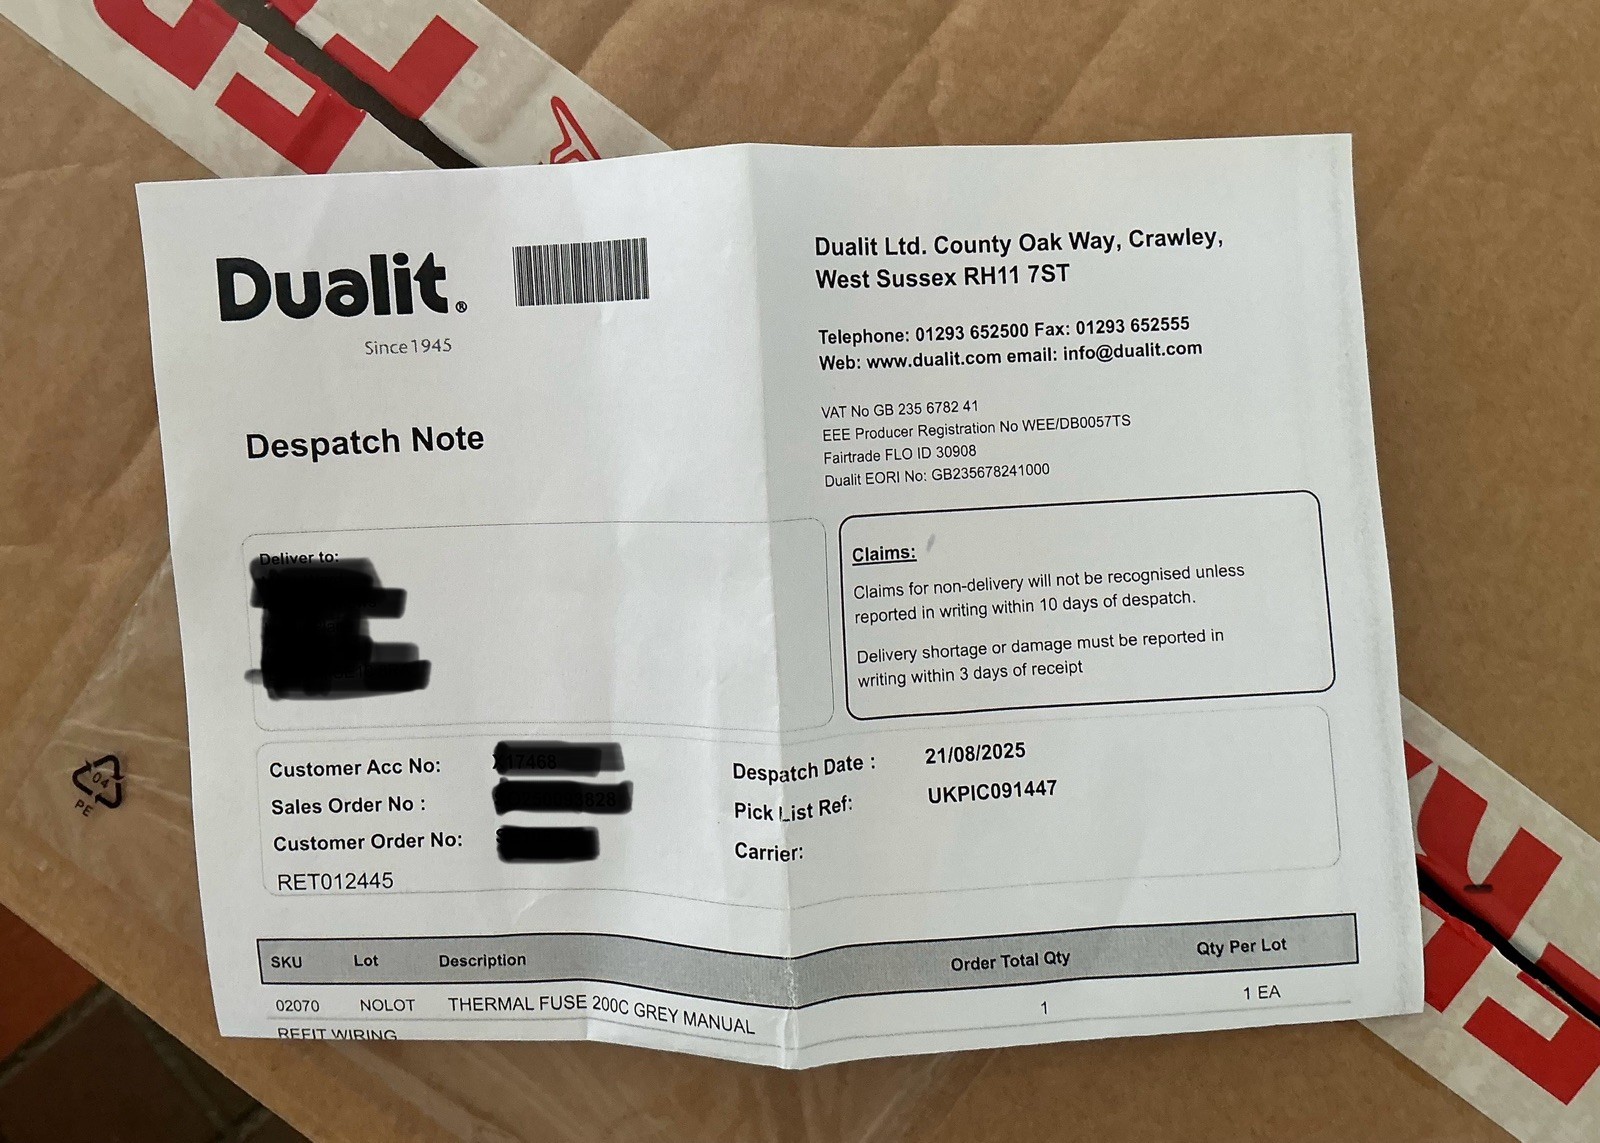 Dualit®
Since 1945
Dualit Ltd. County Oak Way, Crawley,
West Sussex RH11 7ST
Telephone: 01293 652500 Fax: 01293 652555
Web: www.dualit.com email: info@dualit.com
VAT No GB 235 6782 41
EEE Producer Registration No WEE/DB0057TS
Fairtrade FLO ID 30908
Dualit EORI No: GB235678241000
Despatch Note
Deliver to:
Claims:
Claims for non-delivery will not be recognised unless
reported in writing within 10 days of despatch.
Delivery shortage or damage must be reported in
writing within 3 days of receipt
Customer Acc No:
Sales Order No :
Customer Order No:
RET012445
Despatch Date : 21/08/2025
Pick List Ref: UKPIC091447
Carrier:
SKU Lot Description Order Total Qty Qty Per Lot
02070 NOLOT THERMAL FUSE 200C GREY MANUAL 1 1 EA
REFIT WIRING
04
PE